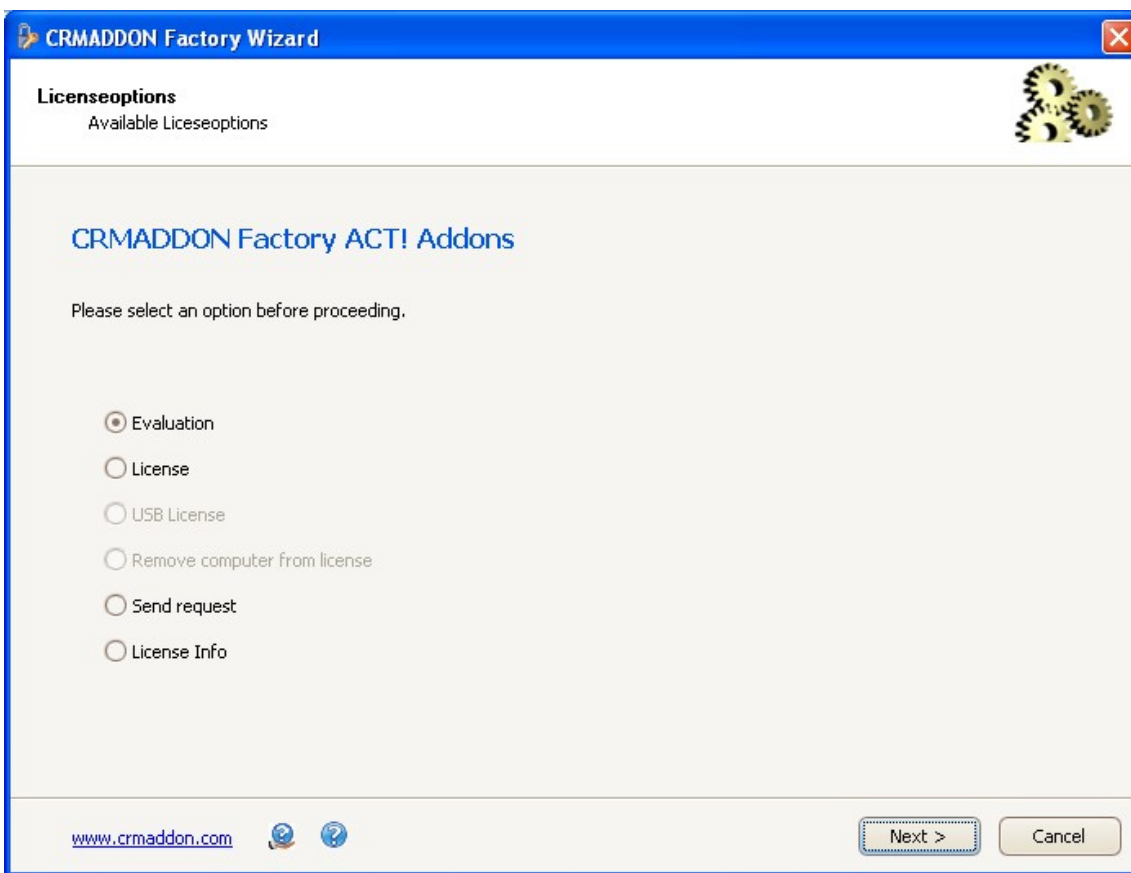 CRMADDON Factory Wizard
Licenseoptions
Available Liceseoptions
CRMADDON Factory ACT! Addons
Please select an option before proceeding.
Evaluation
License
USB License
Remove computer from license
Send request
License Info
www.crmaddon.com
Next >
Cancel